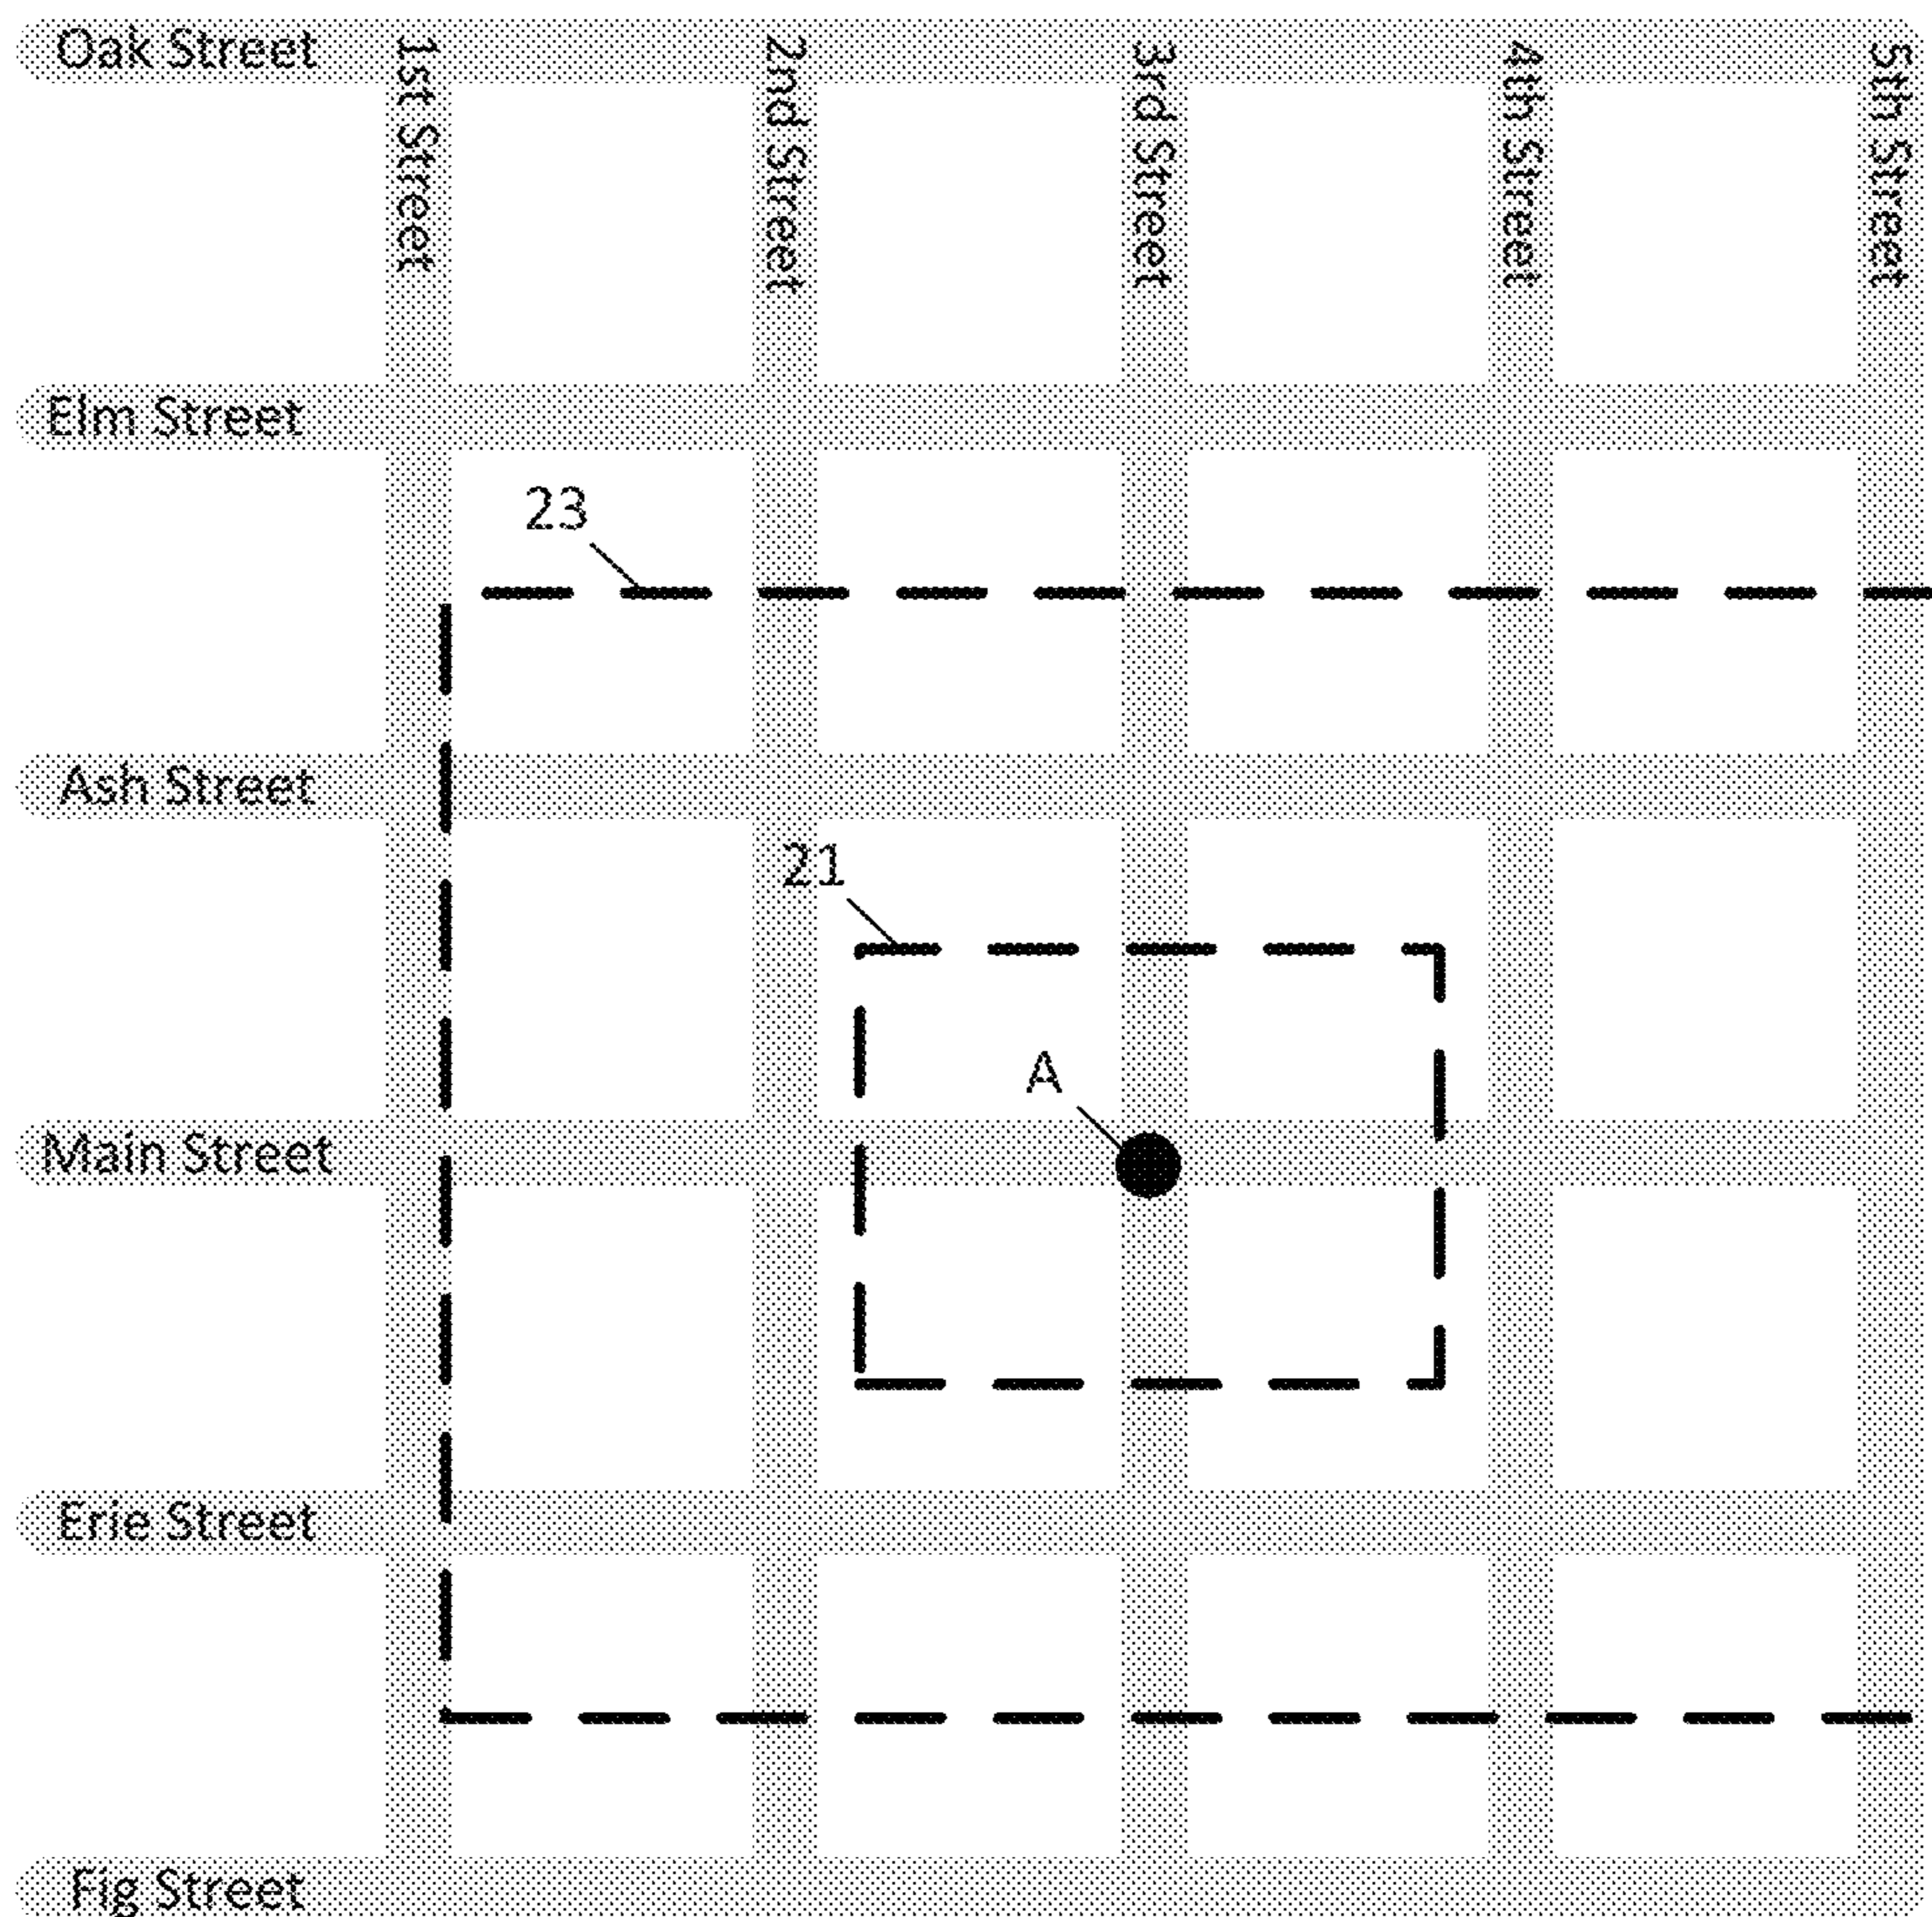 Oak Street
1st Street
2nd Street
3rd Street
4th Street
5th Street
Elm Street
23
Ash Street
21
A
Main Street
Erie Street
Fig Street